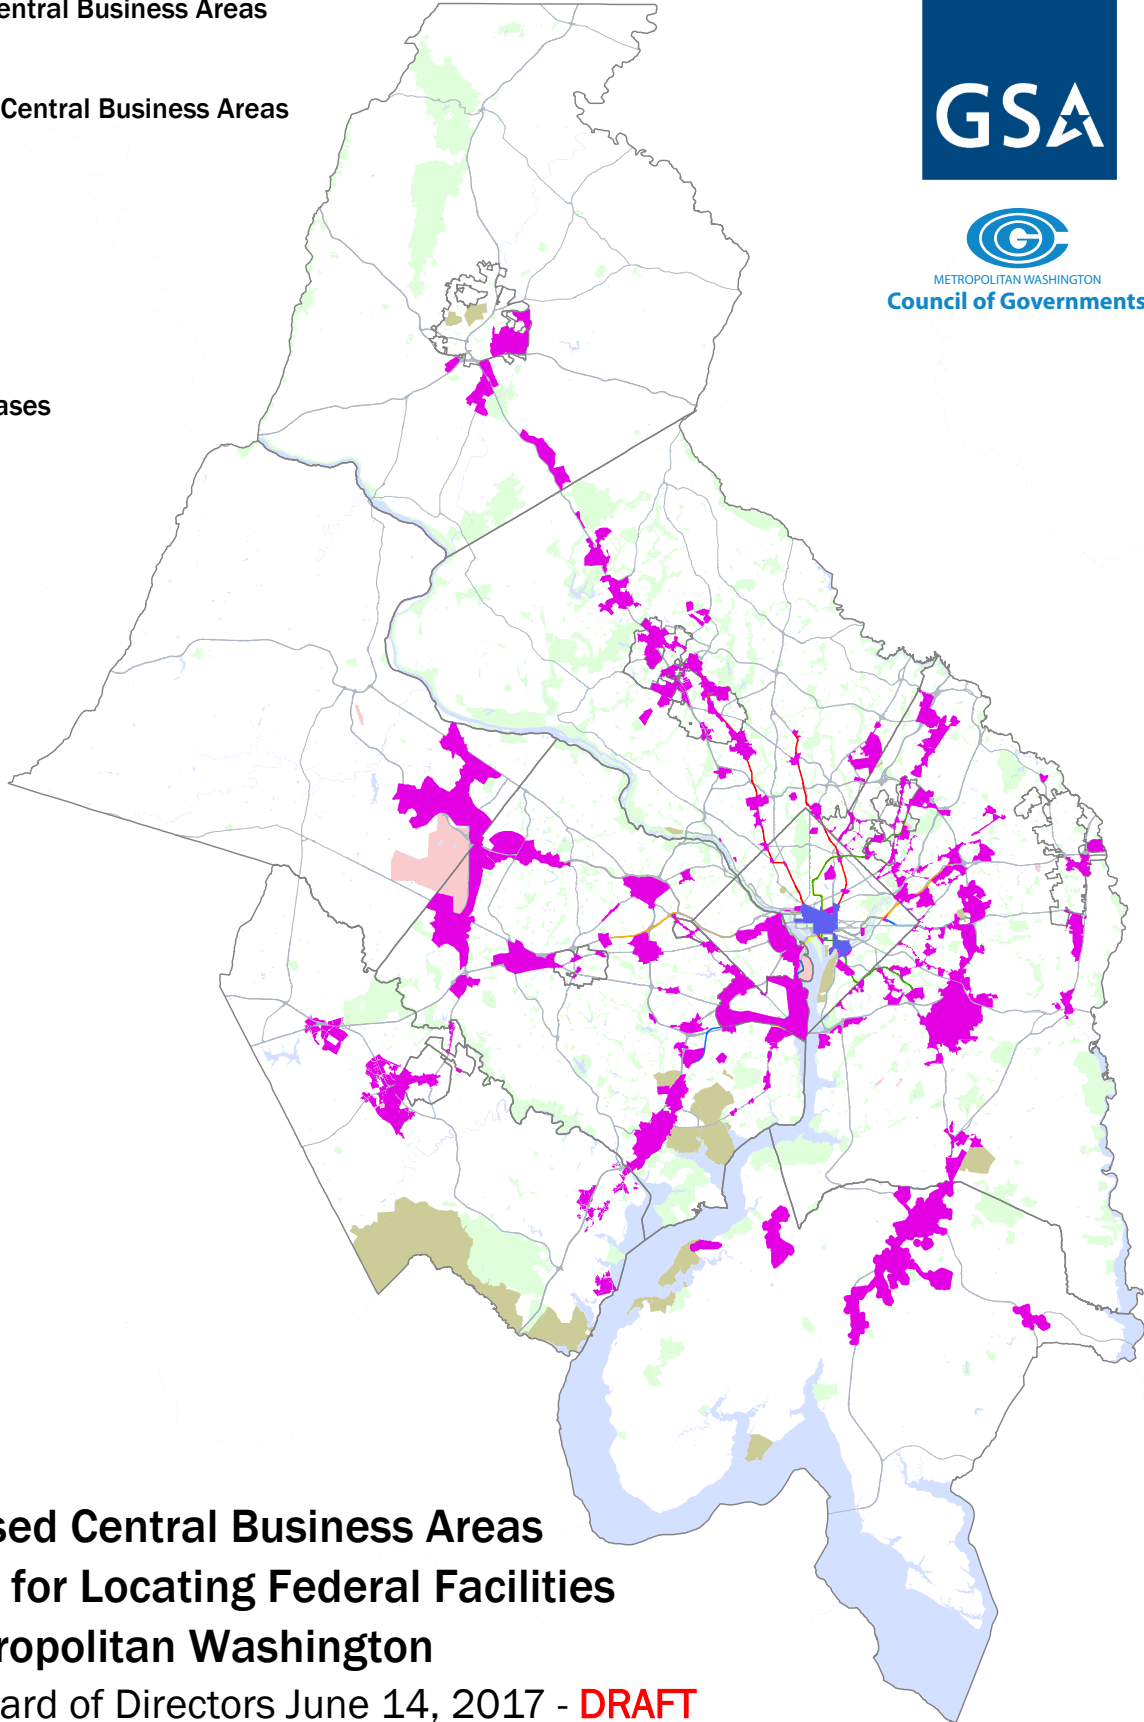 entral Business Areas
Central Business Areas
GSA
METROPOLITAN WASHINGTON
Council of Governments
ases
sed Central Business Areas
for Locating Federal Facilities
ropolitan Washington
ard of Directors June 14, 2017 - DRAFT